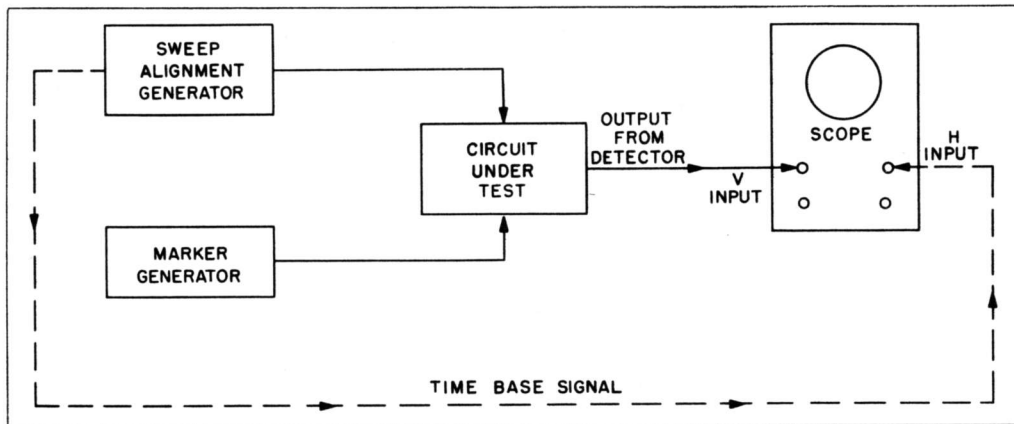 SWEEP
ALIGNMENT
GENERATOR
MARKER
GENERATOR
CIRCUIT
UNDER
TEST
OUTPUT
FROM
DETECTOR
V
INPUT
SCOPE
H
INPUT
TIME BASE SIGNAL